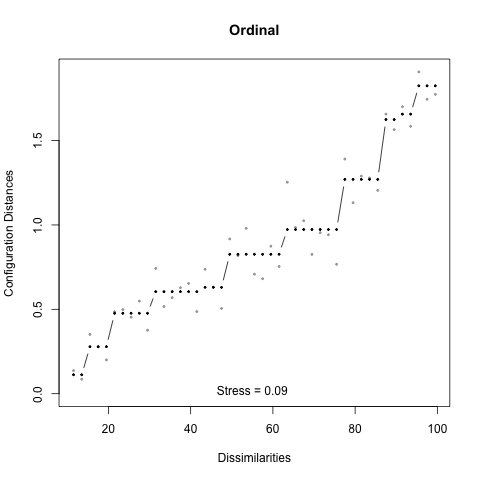 Ordinal
Configuration Distances
1.5
1.0
0.5
0.0
Stress = 0.09
20 40 60 80 100
Dissimilarities